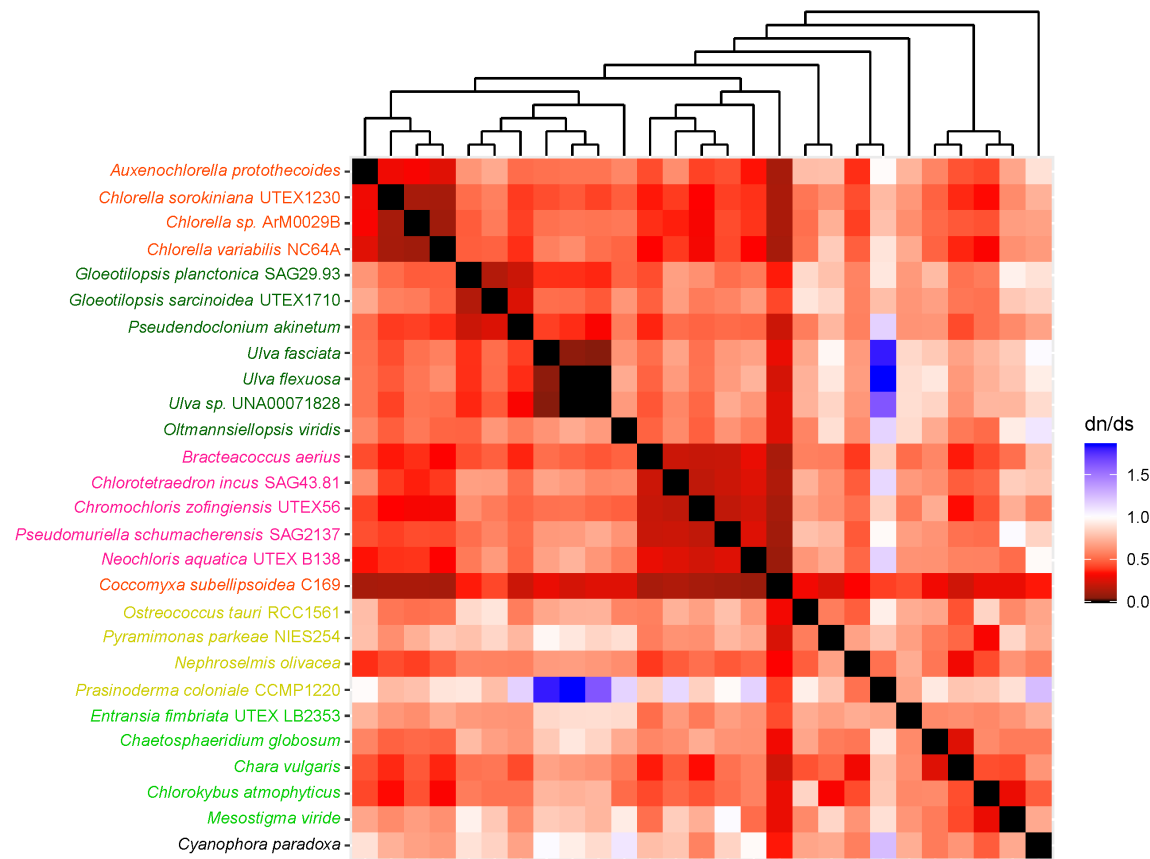 Auxenochlorella protothecoides
Chlorella sorokiniana UTEX1230
Chlorella sp. ArM0029B
Chlorella variabilis NC64A
Gloeotilopsis planctonica SAG29.93
Gloeotilopsis sarcinoidea UTEX1710
Pseudendoclonium akinetum
Ulva fasciata
Ulva flexuosa
Ulva sp. UNA00071828
Oltmannsiellopsis viridis
Bracteacoccus aerius
Chlorotetraedron incus SAG43.81
Chromochloris zofingiensis UTEX56
Pseudomuriella schumacherensis SAG2137
Neochloris aquatica UTEX B138
Coccomyxa subellipsoidea C169
Ostreococcus tauri RCC1561
Pyramimonas parkeae NIES254
Nephroselmis olivacea
Prasinoderma coloniale CCMP1220
Entransia fimbriata UTEX LB2353
Chaetosphaeridium globosum
Chara vulgaris
Chlorokybus atmophyticus
Mesostigma viride
Cyanophora paradoxa
dn/ds
1.5
1.0
0.5
0.0